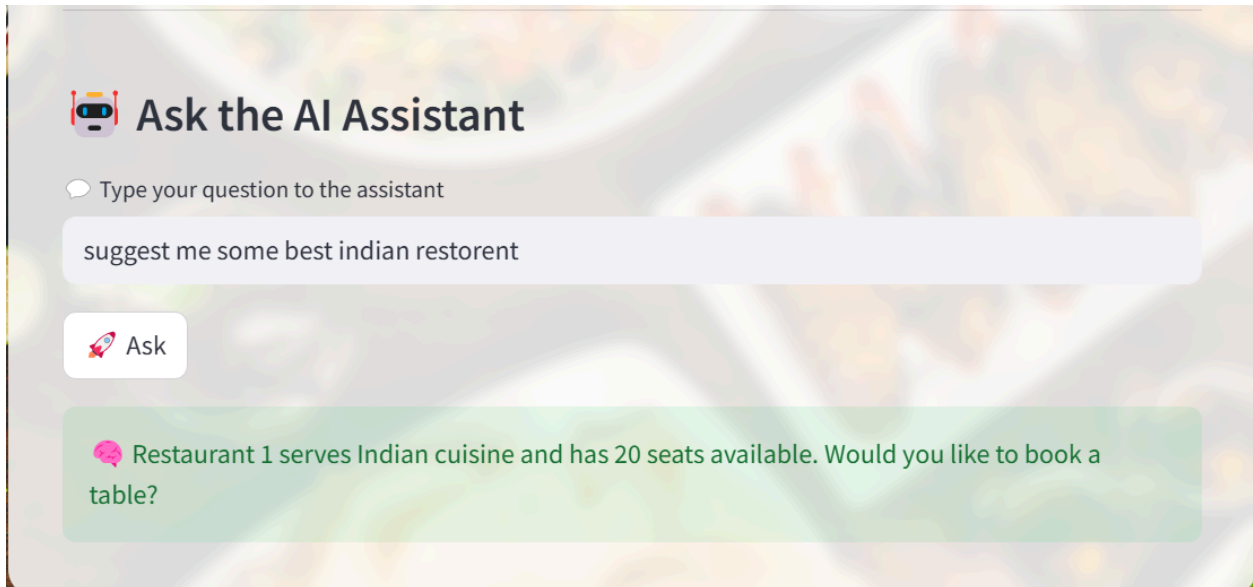 Ask the AI Assistant
Type your question to the assistant
suggest me some best indian restorent
Ask
Restaurant 1 serves Indian cuisine and has 20 seats available. Would you like to book a
table?